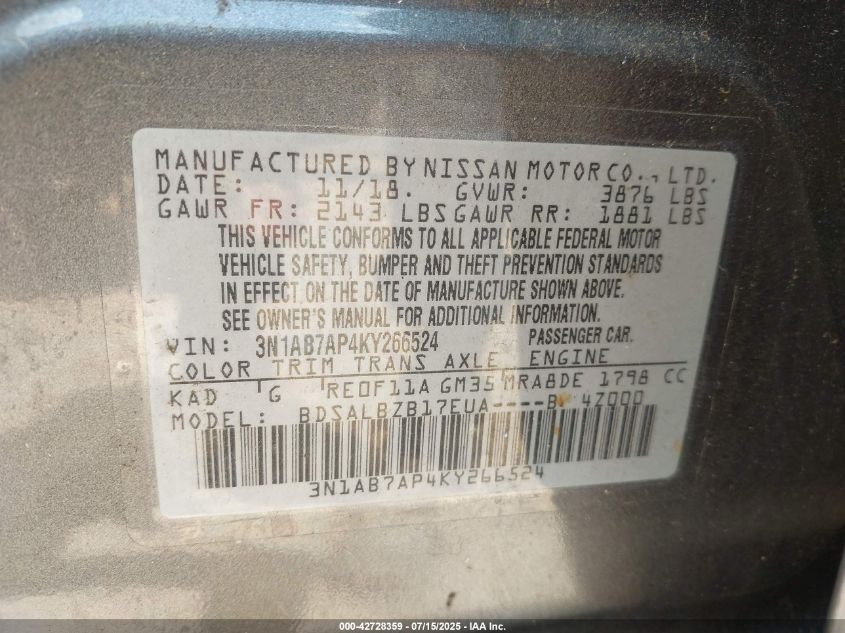 MANUFACTURED BY NISSAN MOTOR CO., LTD.
DATE: 11/18. GVWR: 3876 LBS
GAWR FR: 2143 LBS GAWR RR: 1881 LBS
THIS VEHICLE CONFORMS TO ALL APPLICABLE FEDERAL MOTOR
VEHICLE SAFETY, BUMPER AND THEFT PREVENTION STANDARDS
IN EFFECT ON THE DATE OF MANUFACTURE SHOWN ABOVE.
SEE OWNER'S MANUAL FOR ADDITIONAL INFORMATION.
VIN: 3N1AB7AP4KY266524 PASSENGER CAR.
COLOR TRIM TRANS AXLE ENGINE
KAD G RE0F11A GM35 MRA8DE 1798 CC
MODEL: BDSALBZB17EUA----B 4Z000
3N1AB7AP4KY266524
000-42728359 - 07/15/2025 - IAA Inc.